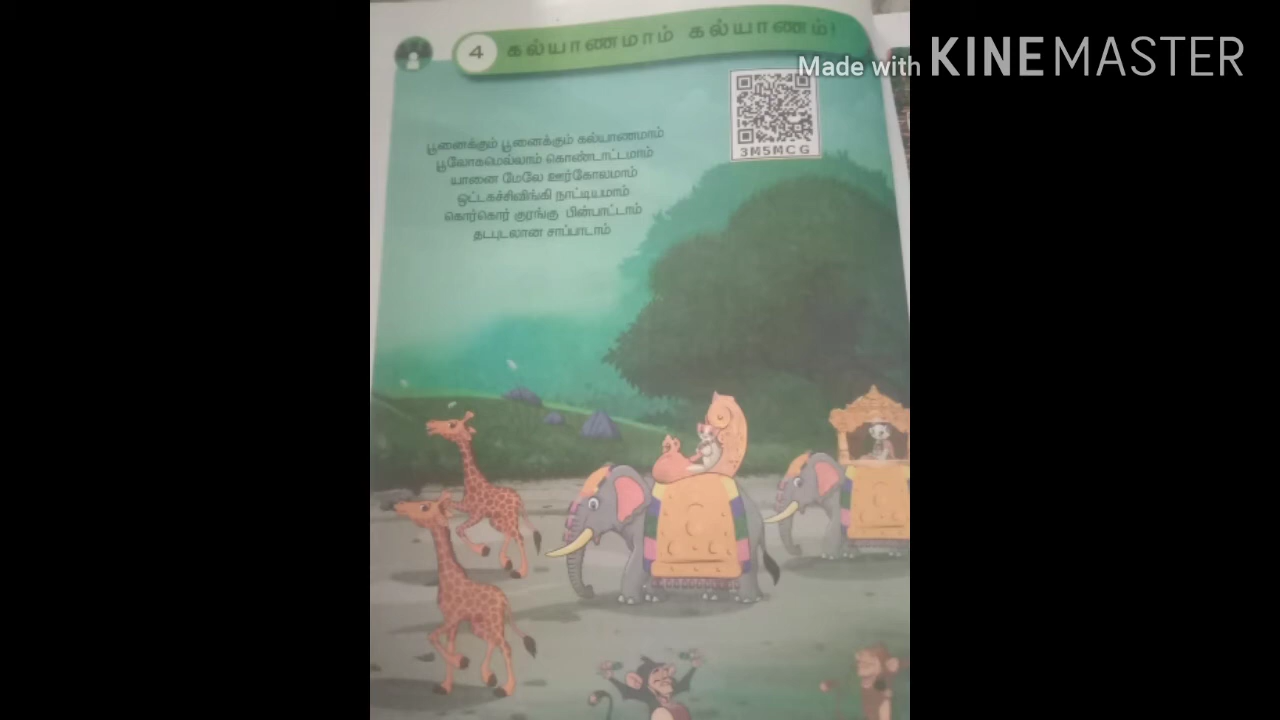 4 கல்யாணமாம் கல்யாணம்!
Made with KINEMASTER
3M5MCG
பூனைக்கும் பூனைக்கும் கல்யாணமாம்
பூலோகமெல்லாம் கொண்டாட்டமாம்
யானை மேலே ஊர்கோலமாம்
ஒட்டகச்சிவிங்கி நாட்டியமாம்
கொர்கொர் குரங்கு பின்பாட்டாம்
தடபுடலான சாப்பாடாம்